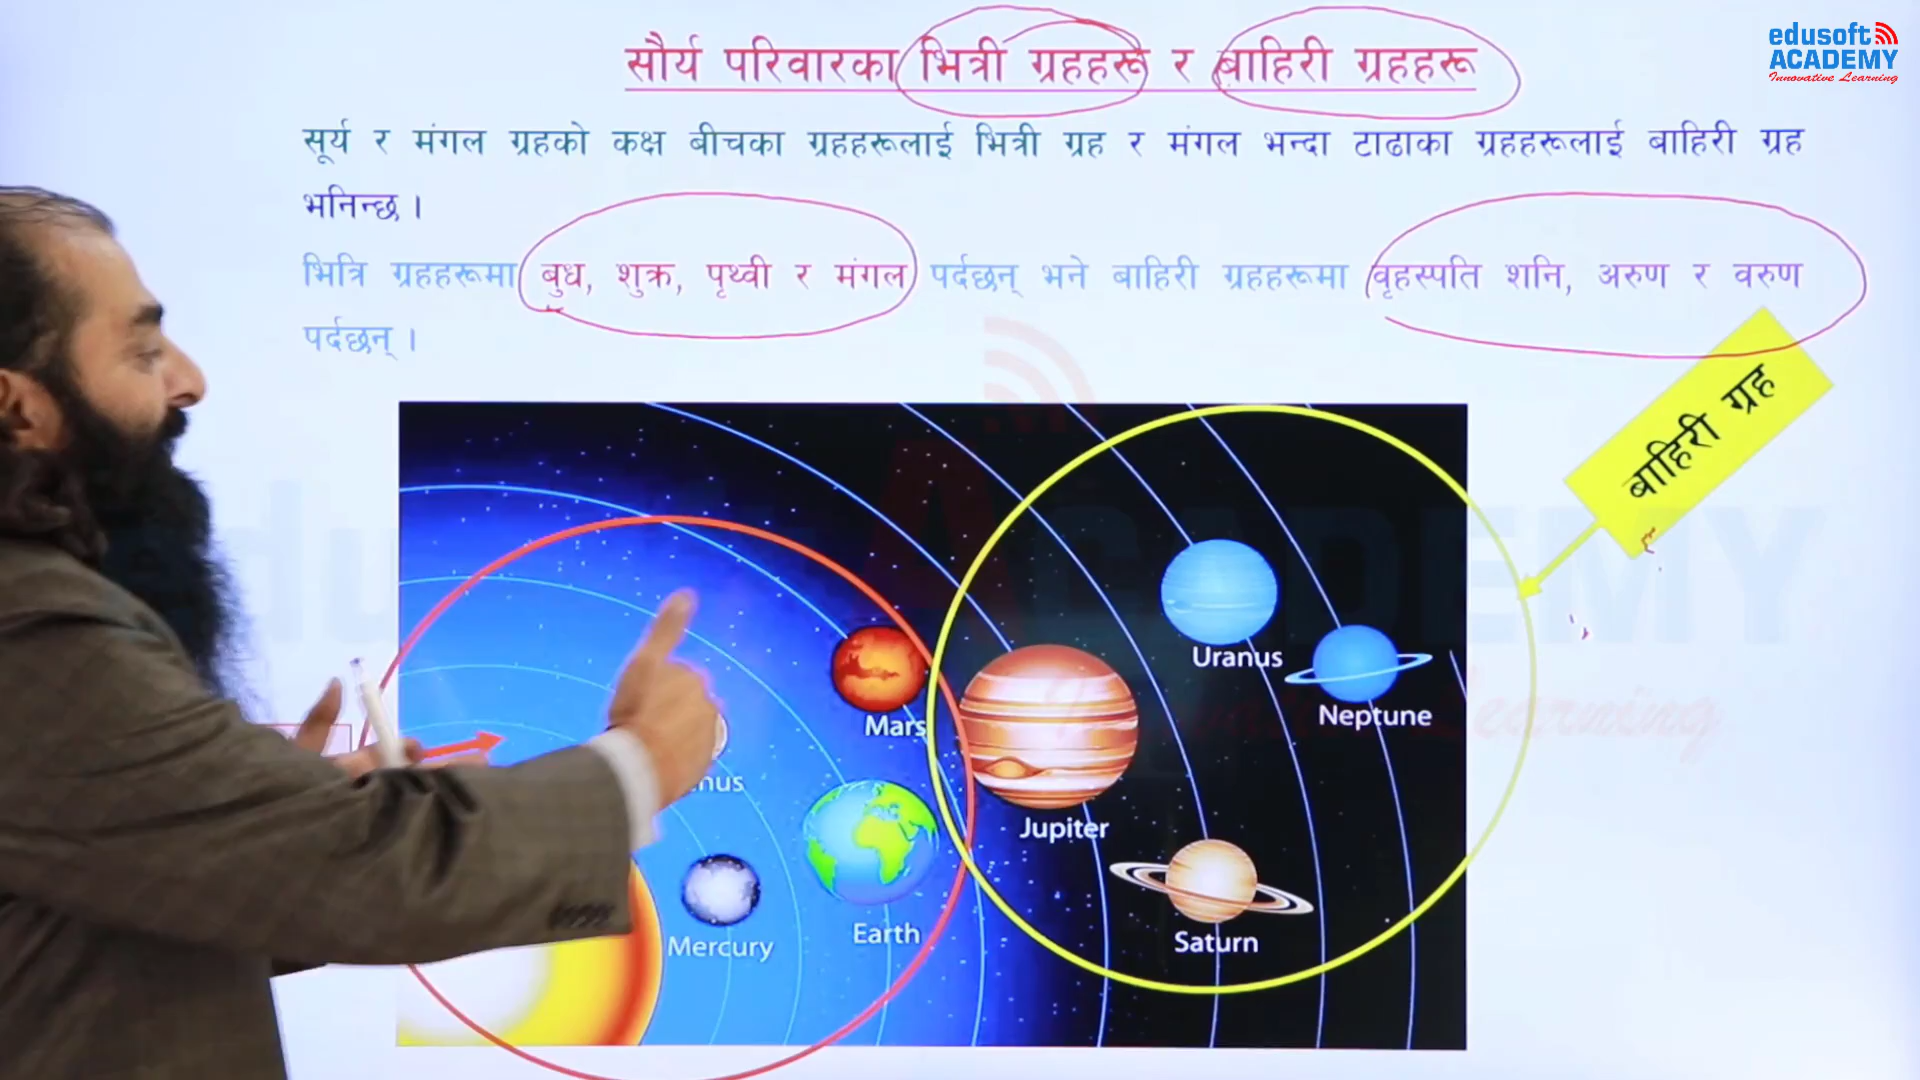 edusoft
ACADEMY
Innovative Learning
सौर्य परिवारका भित्री ग्रहहरू र बाहिरी ग्रहहरू
सूर्य र मंगल ग्रहको कक्ष बीचका ग्रहहरूलाई भित्री ग्रह र मंगल भन्दा टाढाका ग्रहहरूलाई बाहिरी ग्रह
भनिन्छ ।
भित्रि ग्रहहरूमा बुध, शुक्र, पृथ्वी र मंगल पर्दछन् भने बाहिरी ग्रहहरूमा वृहस्पति शनि, अरुण र वरुण
पर्दछन् ।
बाहिरी ग्रह
Uranus
Neptune
Mars
Jupiter
Earth
Mercury
Saturn